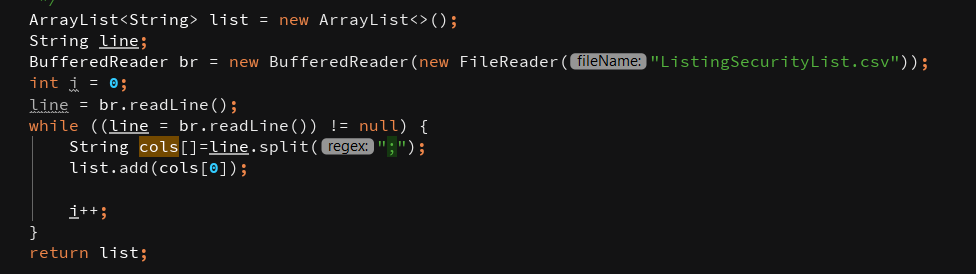 */
ArrayList<String> list = new ArrayList<>();
String line;
BufferedReader br = new BufferedReader(new FileReader( fileName: "ListingSecurityList.csv"));
int i = 0;
line = br.readLine();
while ((line = br.readLine()) != null) {
String cols[]=line.split( regex: ";");
list.add(cols[0]);
i++;
}
return list;